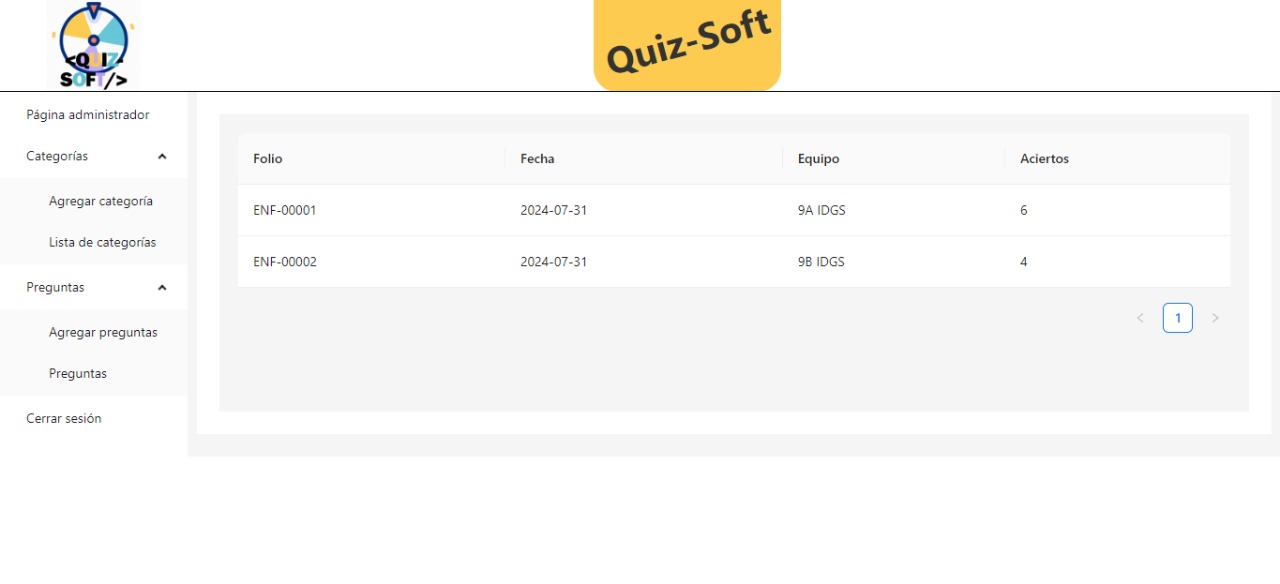 <QUIZ-
SOFT/>
Quiz-Soft
Página administrador
Categorías
Agregar categoría
Lista de categorías
Preguntas
Agregar preguntas
Preguntas
Cerrar sesión
Folio Fecha Equipo Aciertos
ENF-00001 2024-07-31 9A IDGS 6
ENF-00002 2024-07-31 9B IDGS 4
< 1 >